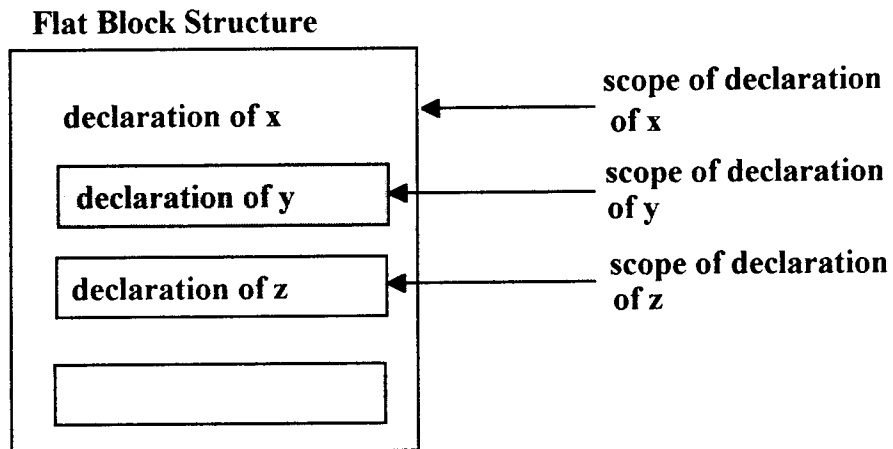 Flat Block Structure
declaration of x
scope of declaration
of x
declaration of y
scope of declaration
of y
declaration of z
scope of declaration
of z